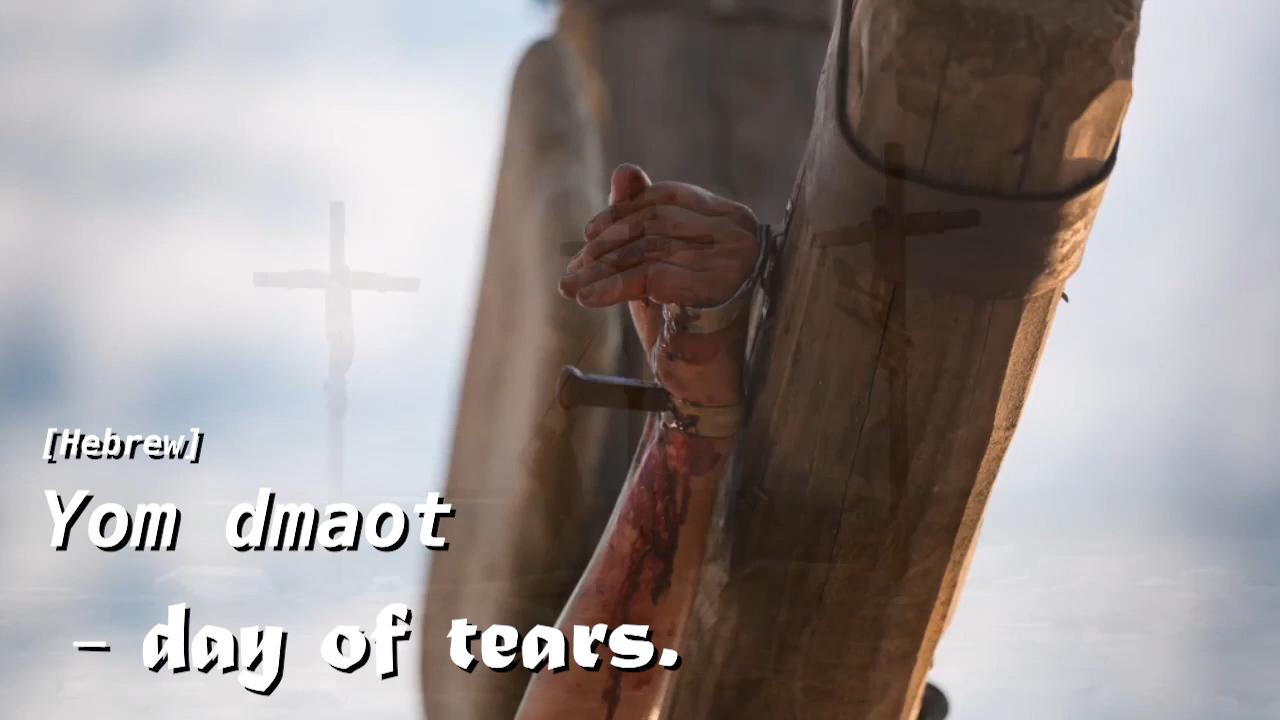 [Hebrew]
Yom dmaot
– day of tears.